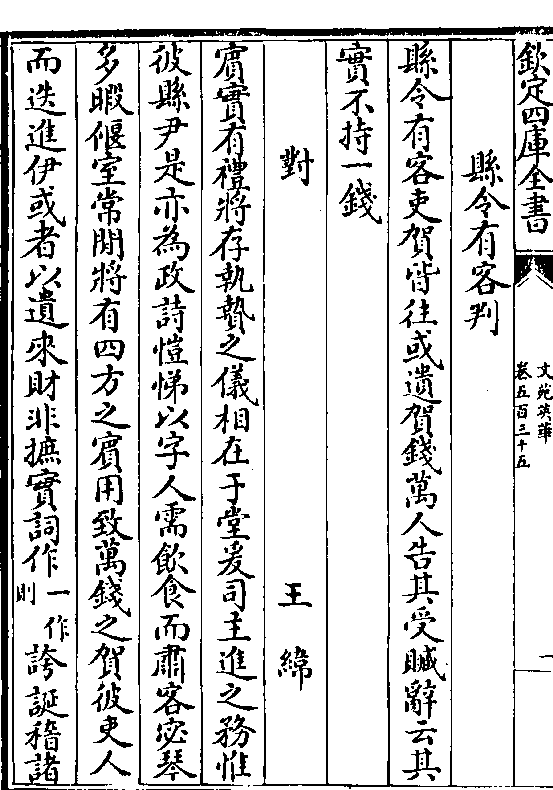 欽定四庫全書
文苑英華
卷五百三十五
一
縣令有客判
縣令有客吏賀皆往或遺賀錢萬人告其受贓辭云其
實不持一錢
對 王緯
賔實有禮將存執贄之儀相在于堂爰司主進之務惟
彼縣尹是亦為政詩愷悌以字人需飲食而肅客宓琴
多暇偃室常閒將有四方之賔用致萬錢之賀彼吏人
而迭進伊或者以遺來財非摭實詞作一作則誇誕稽諸